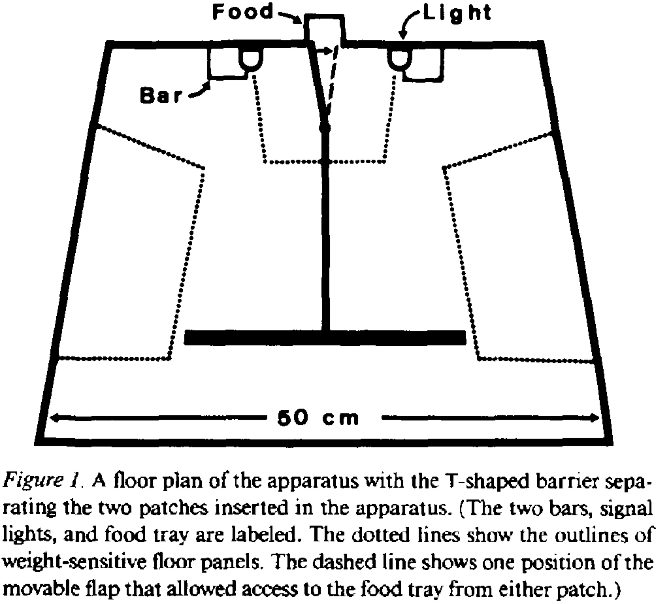 Food
Light
Bar
50 cm
Figure 1. A floor plan of the apparatus with the T-shaped barrier sepa-
rating the two patches inserted in the apparatus. (The two bars, signal
lights, and food tray are labeled. The dotted lines show the outlines of
weight-sensitive floor panels. The dashed line shows one position of the
movable flap that allowed access to the food tray from either patch.)